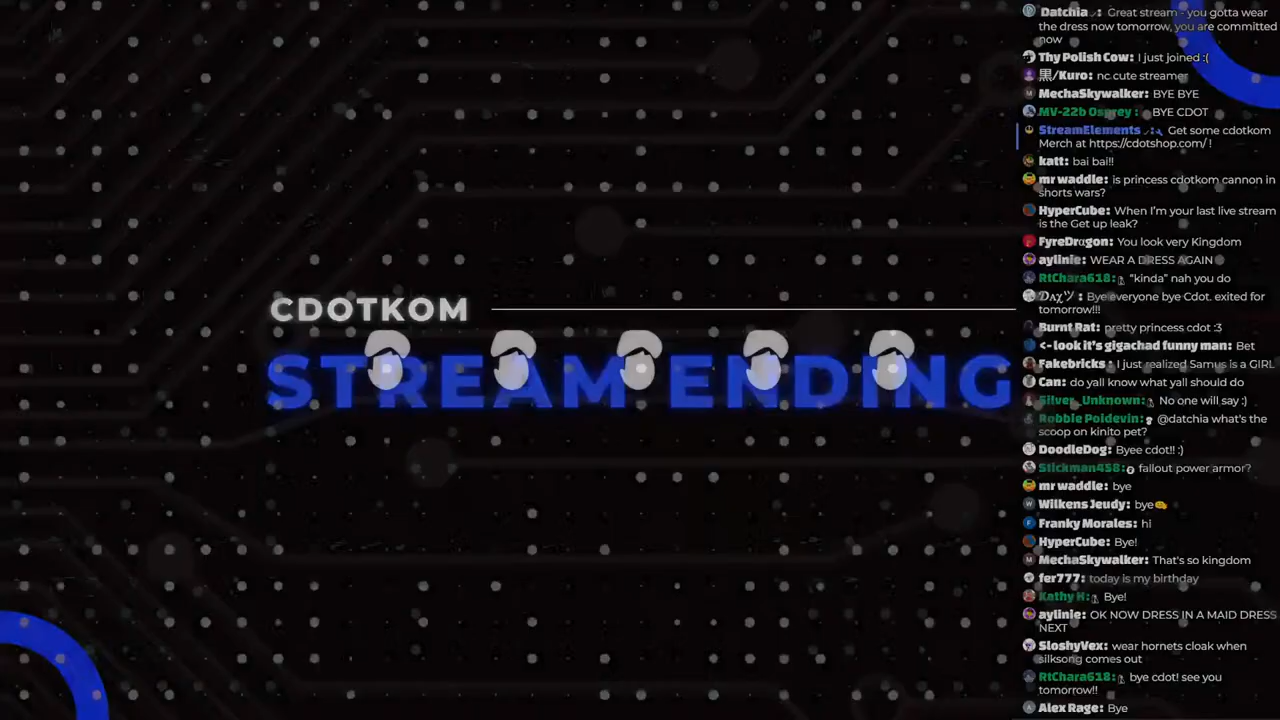 CDOTKOM
STREAM ENDING
Datchia : Great stream - you gotta wear
the dress now tomorrow, you are committed
now
Thy Polish Cow: I just joined :(
黒/Kuro: nc cute streamer
MechaSkywalker: BYE BYE
MV-22b Osprey : BYE CDOT
StreamElements : Get some cdotkom
Merch at https://cdotshop.com/ !
katt: bai bai!!
mr waddle: is princess cdotkom cannon in
shorts wars?
HyperCube: When I'm your last live stream
is the Get up leak?
FyreDrαgon: You look very Kingdom
aylinie: WEAR A DRESS AGAIN
RtChara618: “kinda” nah you do
Dαχツ : Bye everyone bye Cdot. exited for
tomorrow!!!
Burnt Rat: pretty princess cdot :3
<- look it's gigachad funny man: Bet
Fakebricks : I just realized Samus is a GIRL
Can: do yall know what yall should do
Silver_Unknown: No one will say :)
Robbie Poidevin: @datchia what's the
scoop on kinito pet?
DoodleDog: Byee cdot!! :)
Stickman458: fallout power armor?
mr waddle: bye
W Wilkens Jeudy: bye
F Franky Morales: hi
HyperCube: Bye!
M MechaSkywalker: That's so kingdom
fer777: today is my birthday
Kathy H: Bye!
aylinie: OK NOW DRESS IN A MAID DRESS
NEXT
SloshyVex: wear hornets cloak when
silksong comes out
RtChara618: bye cdot! see you
tomorrow!!
A Alex Rage: Bye